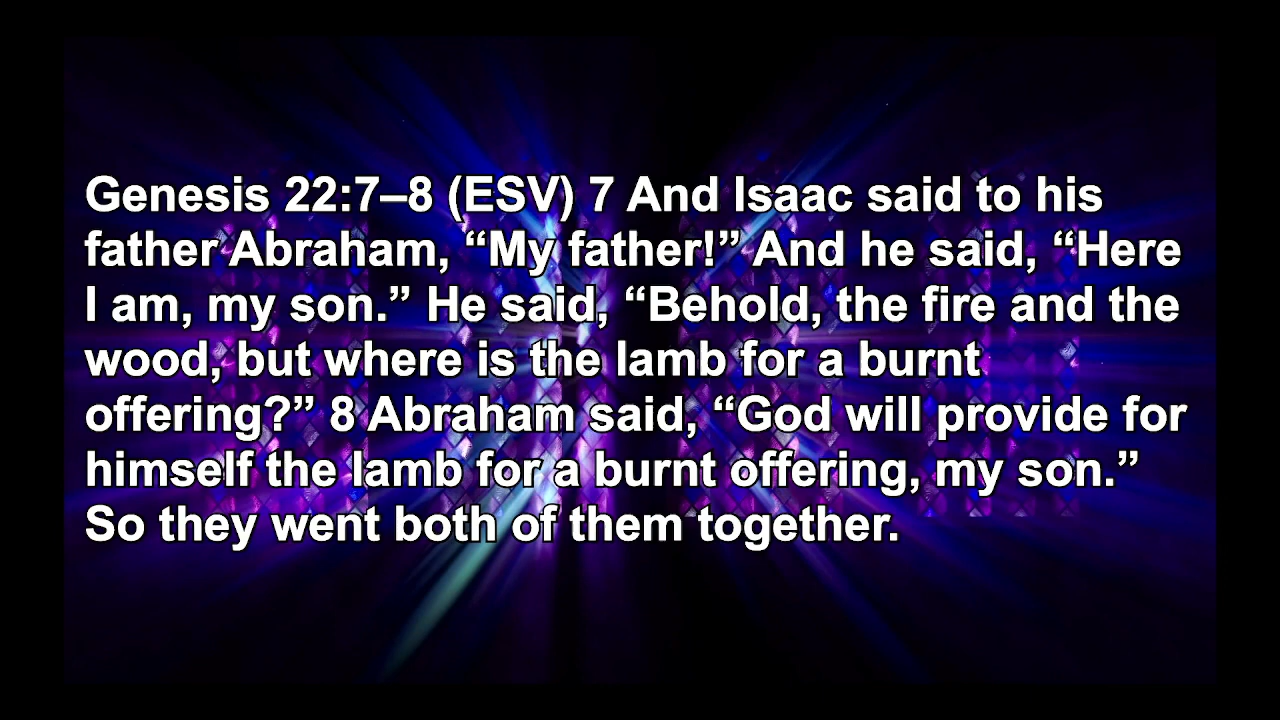 Genesis 22:7–8 (ESV) 7 And Isaac said to his
father Abraham, “My father!” And he said, “Here
I am, my son.” He said, “Behold, the fire and the
wood, but where is the lamb for a burnt
offering?” 8 Abraham said, “God will provide for
himself the lamb for a burnt offering, my son.”
So they went both of them together.